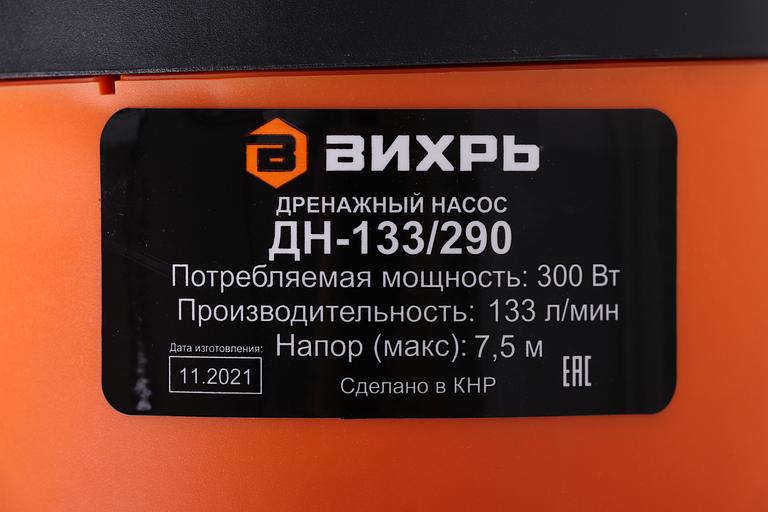 ВИХРЬ
ДРЕНАЖНЫЙ НАСОС
ДН-133/290
Потребляемая мощность: 300 Вт
Производительность: 133 л/мин
Напор (макс): 7,5 м
Дата изготовления:
11.2021
Сделано в КНР
ЕАС